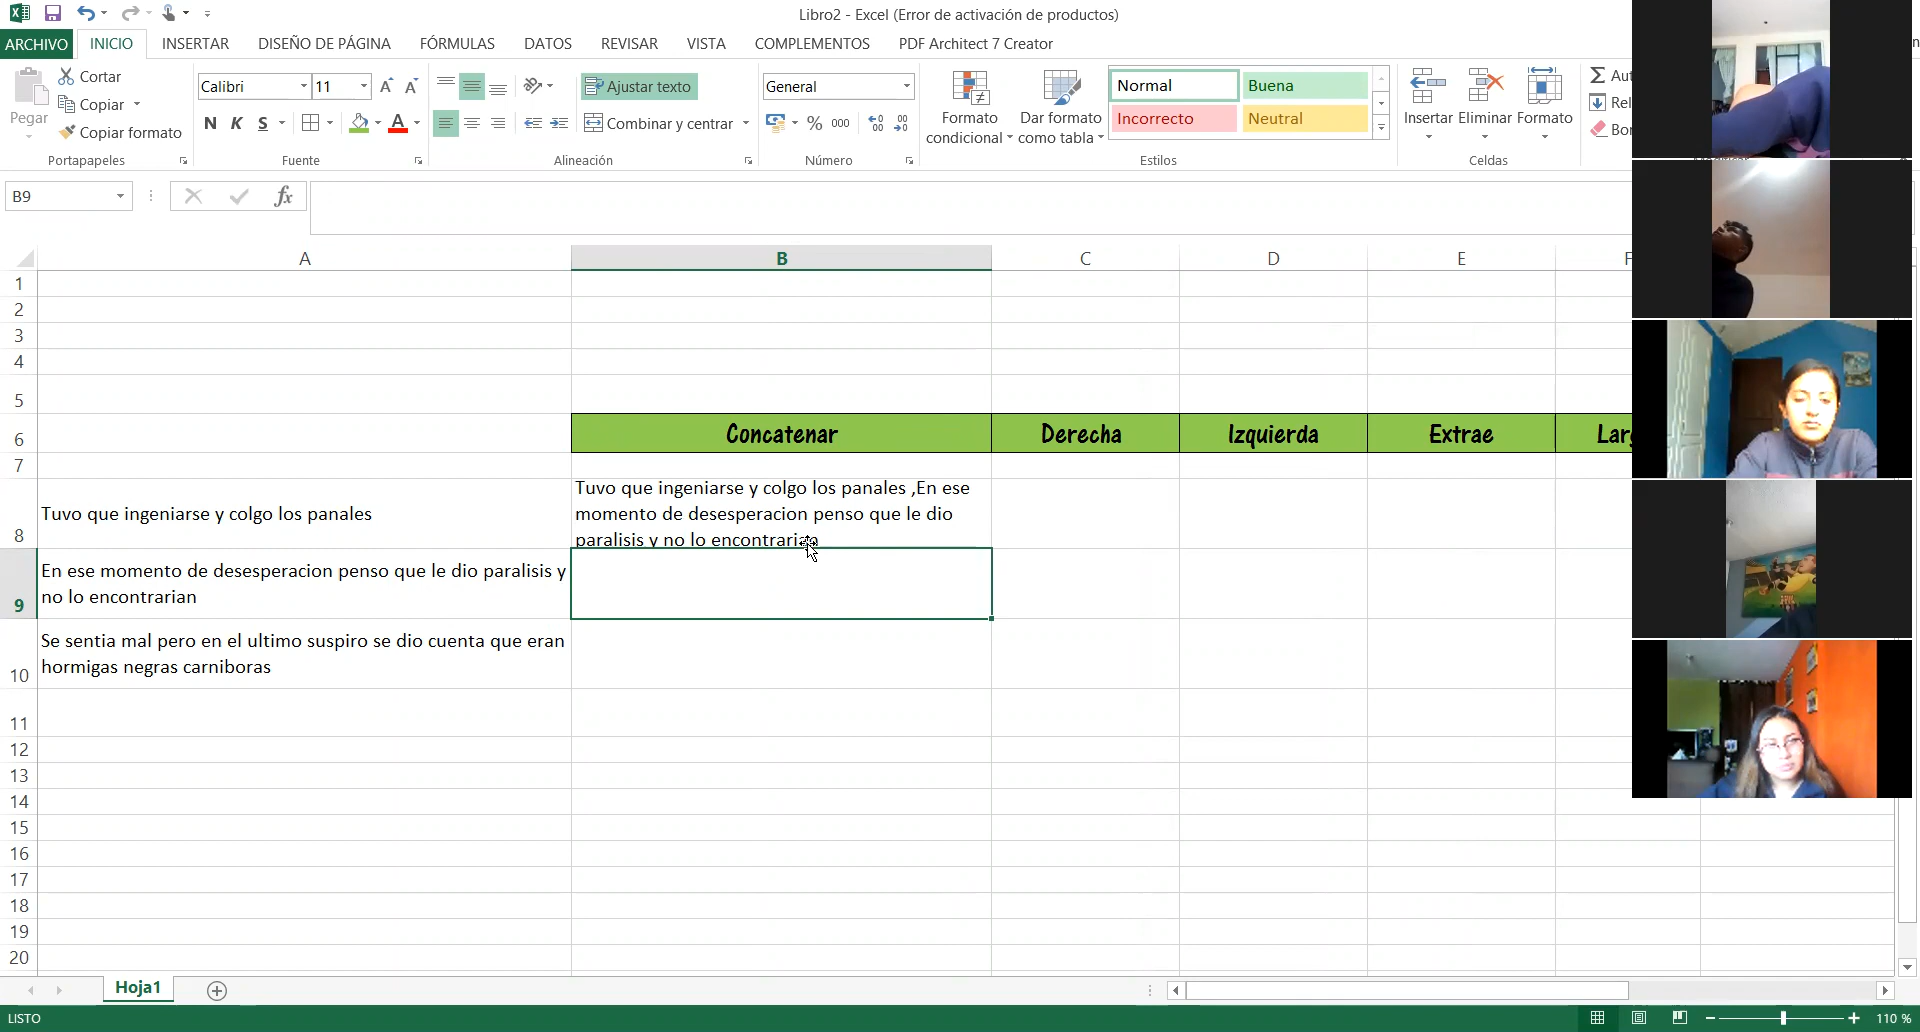 Libro2 - Excel (Error de activación de productos)
ARCHIVO INICIO INSERTAR DISEÑO DE PÁGINA FÓRMULAS DATOS REVISAR VISTA COMPLEMENTOS PDF Architect 7 Creator
Pegar
Cortar
Copiar
Copiar formato
Portapapeles
Calibri 11
N K S
Fuente
Ajustar texto
Combinar y centrar
Alineación
General
% 000
Número
Formato condicional
Dar formato como tabla
Normal Buena
Incorrecto Neutral
Estilos
Insertar Eliminar Formato
Celdas
Σ Aut
Rel
Bor
B9
fx
A B C D E F
1
2
3
4
5
6 Concatenar Derecha Izquierda Extrae Larg
7
8 Tuvo que ingeniarse y colgo los panales
Tuvo que ingeniarse y colgo los panales ,En ese
momento de desesperacion penso que le dio
paralisis y no lo encontrarian
9 En ese momento de desesperacion penso que le dio paralisis y
no lo encontrarian
10 Se sentia mal pero en el ultimo suspiro se dio cuenta que eran
hormigas negras carniboras
11
12
13
14
15
16
17
18
19
20
Hoja1
LISTO
110 %